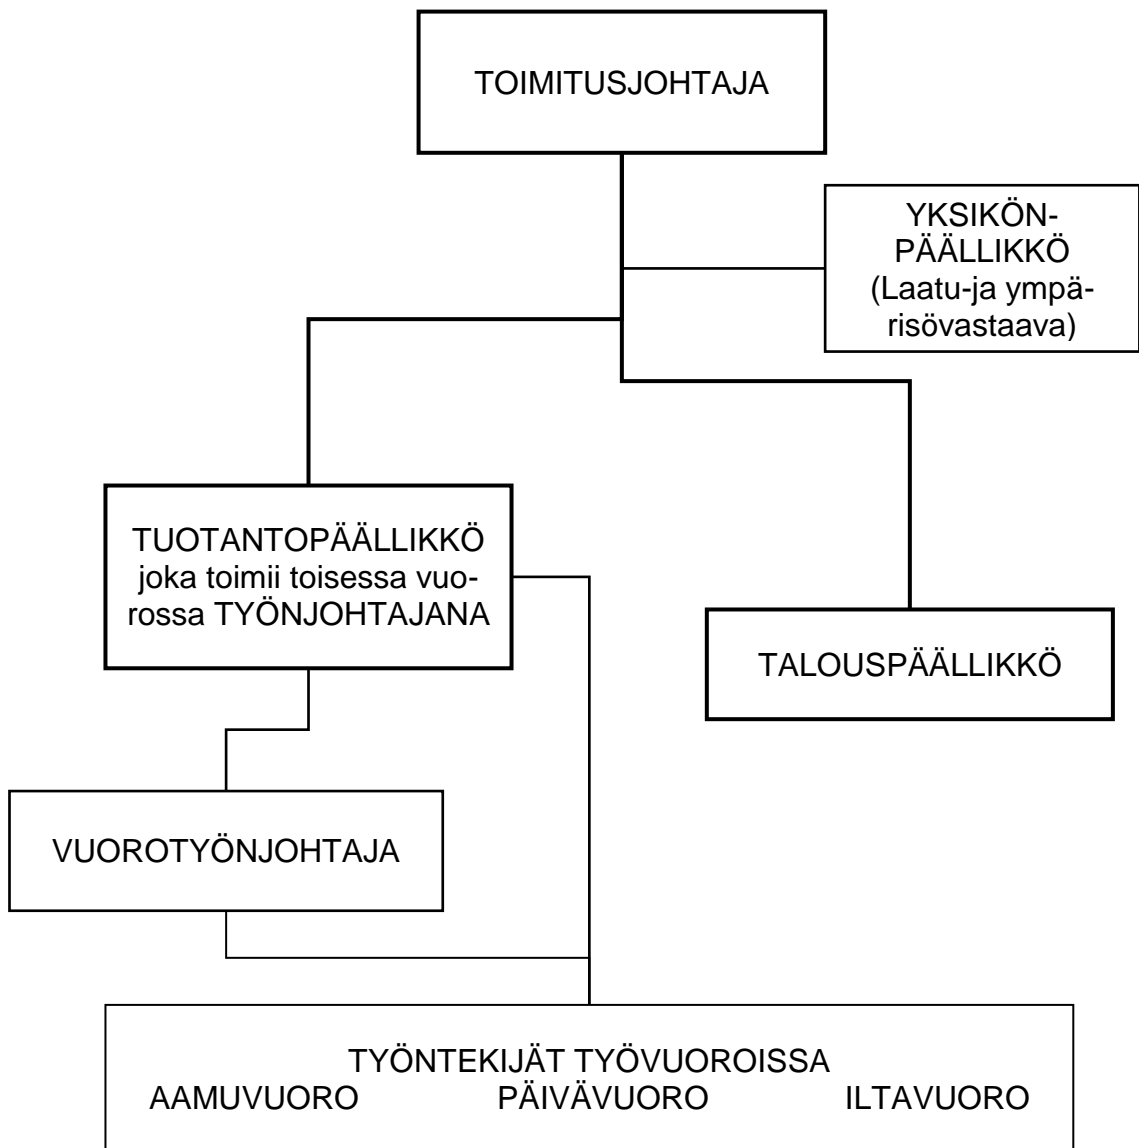 TOIMITUSJOHTAJA
YKSIKÖN-
PÄÄLLIKKÖ
(Laatu-ja ympä-
risövastaava)
TUOTANTOPÄÄLLIKKÖ
joka toimii toisessa vuo-
rossa TYÖNJOHTAJANA
TALOUSPÄÄLLIKKÖ
VUOROTYÖNJOHTAJA
TYÖNTEKIJÄT TYÖVUOROISSA
AAMUVUORO PÄIVÄVUORO ILTAVUORO